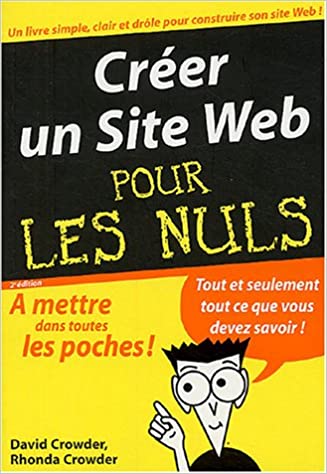 Un livre simple, clair et drôle pour construire son site Web !
Créer
un Site Web
POUR
LES NULS
2e édition
A mettre
dans toutes
les poches !
Tout et seulement
tout ce que vous
devez savoir !
David Crowder,
Rhonda Crowder